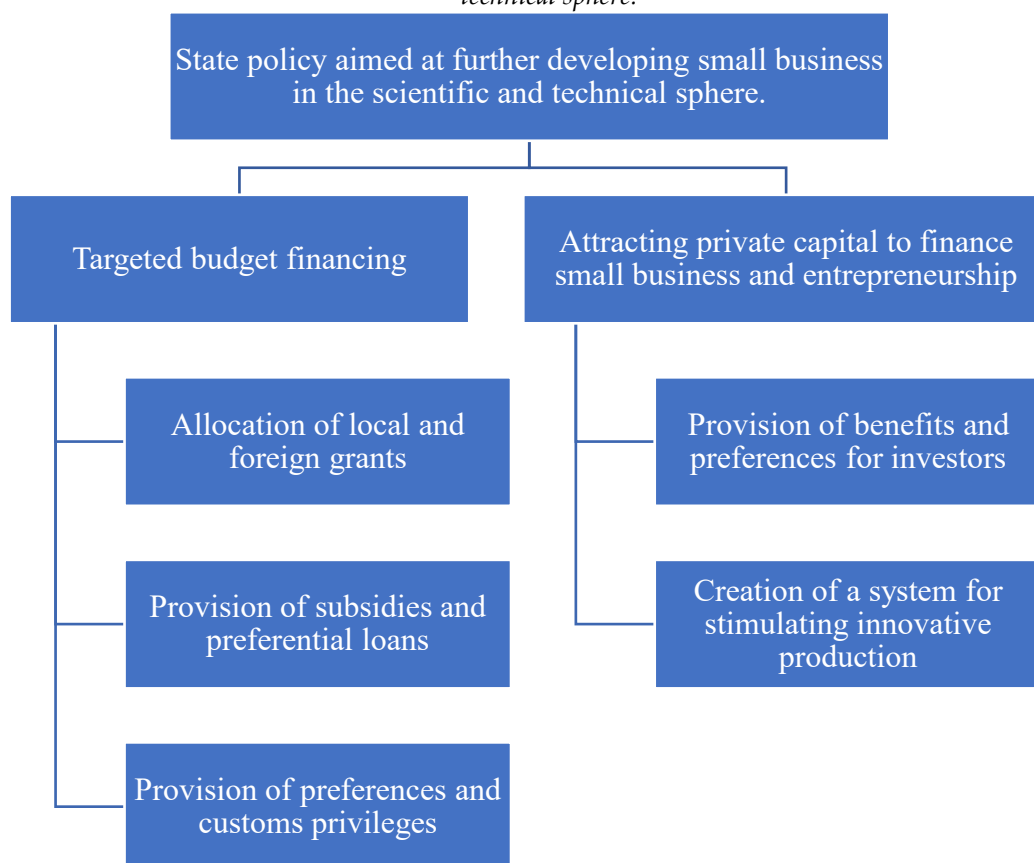 technical sphere.
State policy aimed at further developing small business
in the scientific and technical sphere.
Targeted budget financing
Attracting private capital to finance
small business and entrepreneurship
Allocation of local and
foreign grants
Provision of benefits and
preferences for investors
Provision of subsidies and
preferential loans
Creation of a system for
stimulating innovative
production
Provision of preferences and
customs privileges